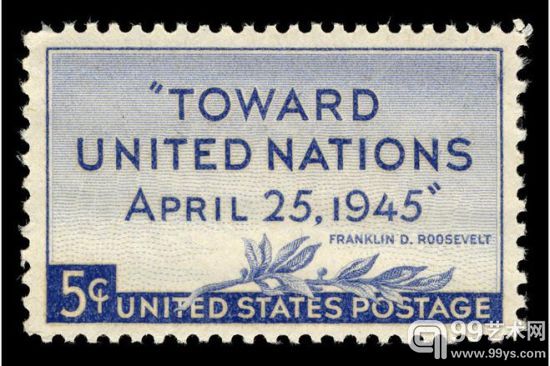 "TOWARD
UNITED NATIONS
APRIL 25, 1945"
FRANKLIN D. ROOSEVELT
5¢
UNITED STATES POSTAGE
99艺术网
www.99ys.com